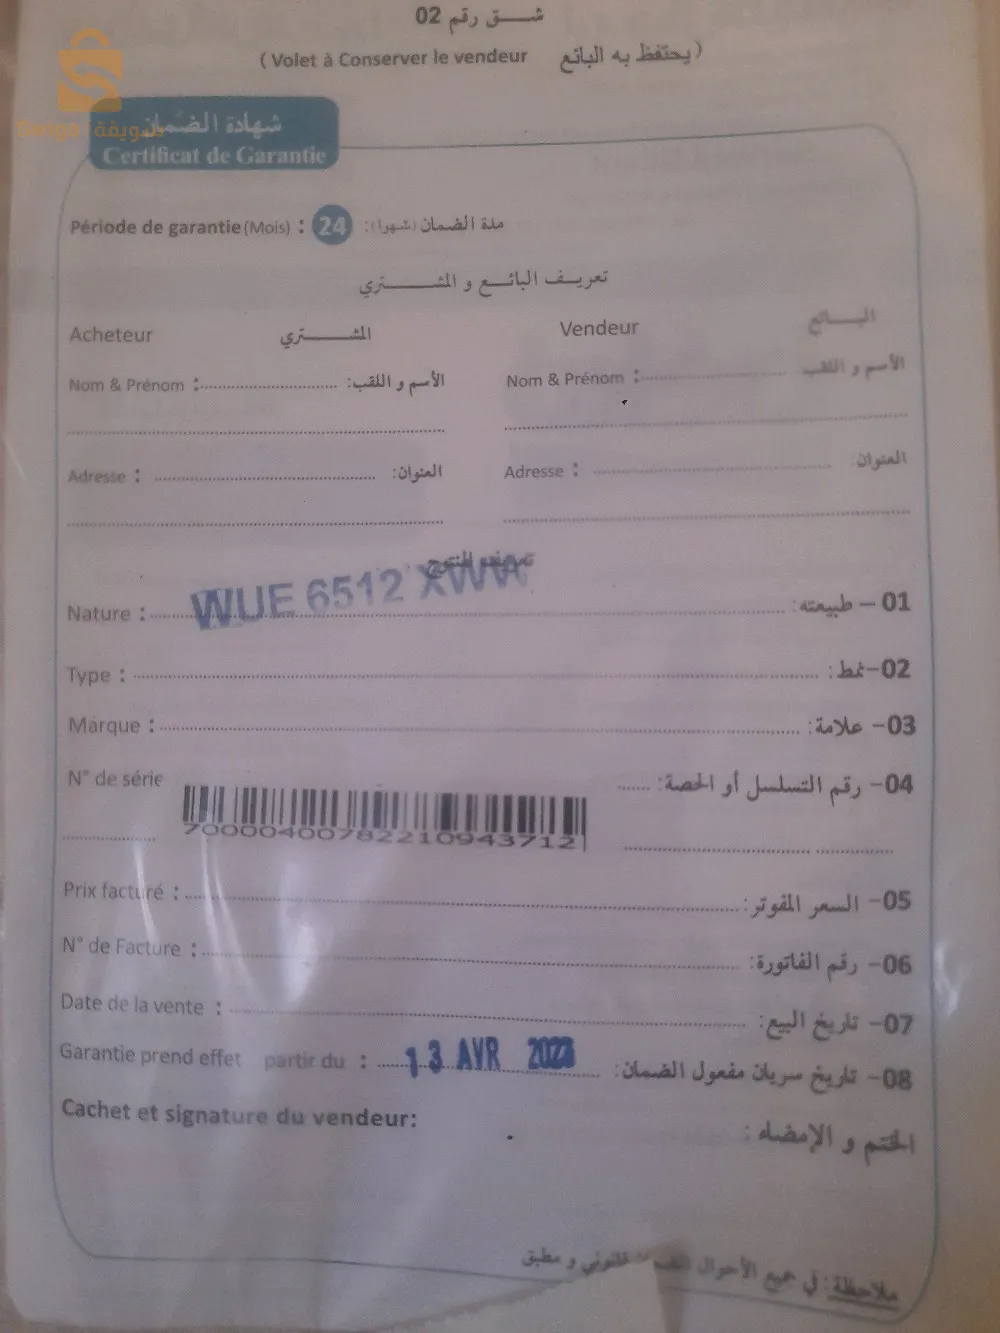 شق رقم 02
( Volet à Conserver le vendeur يحتفظ به البائع )
سويقة
شهادة الضمان
Certificat de Garantie
Période de garantie (Mois) : 24 مدة الضمان (شهرا):
تعريف البائع و المشتري
Acheteur المشتري Vendeur البائع
Nom & Prénom : الأسم و اللقب: Nom & Prénom : الأسم و اللقب
Adresse : العنوان: Adresse : العنوان:
تعريف المنتوج
WUE 6512 XWW
Nature : 01 – طبيعته:
Type : 02- نمط:
Marque : 03- علامة:
N° de série 04- رقم التسلسل أو الحصة:
70000400782210943712
Prix facturé : 05- السعر المفوتر:
N° de Facture : 06- رقم الفاتورة:
Date de la vente : 07- تاريخ البيع:
Garantie prend effet partir du : 13 AVR 2023 08- تاريخ سريان مفعول الضمان:
Cachet et signature du vendeur: الختم و الإمضاء :
ملاحظة: في جميع الأحوال قانوني و مطبق